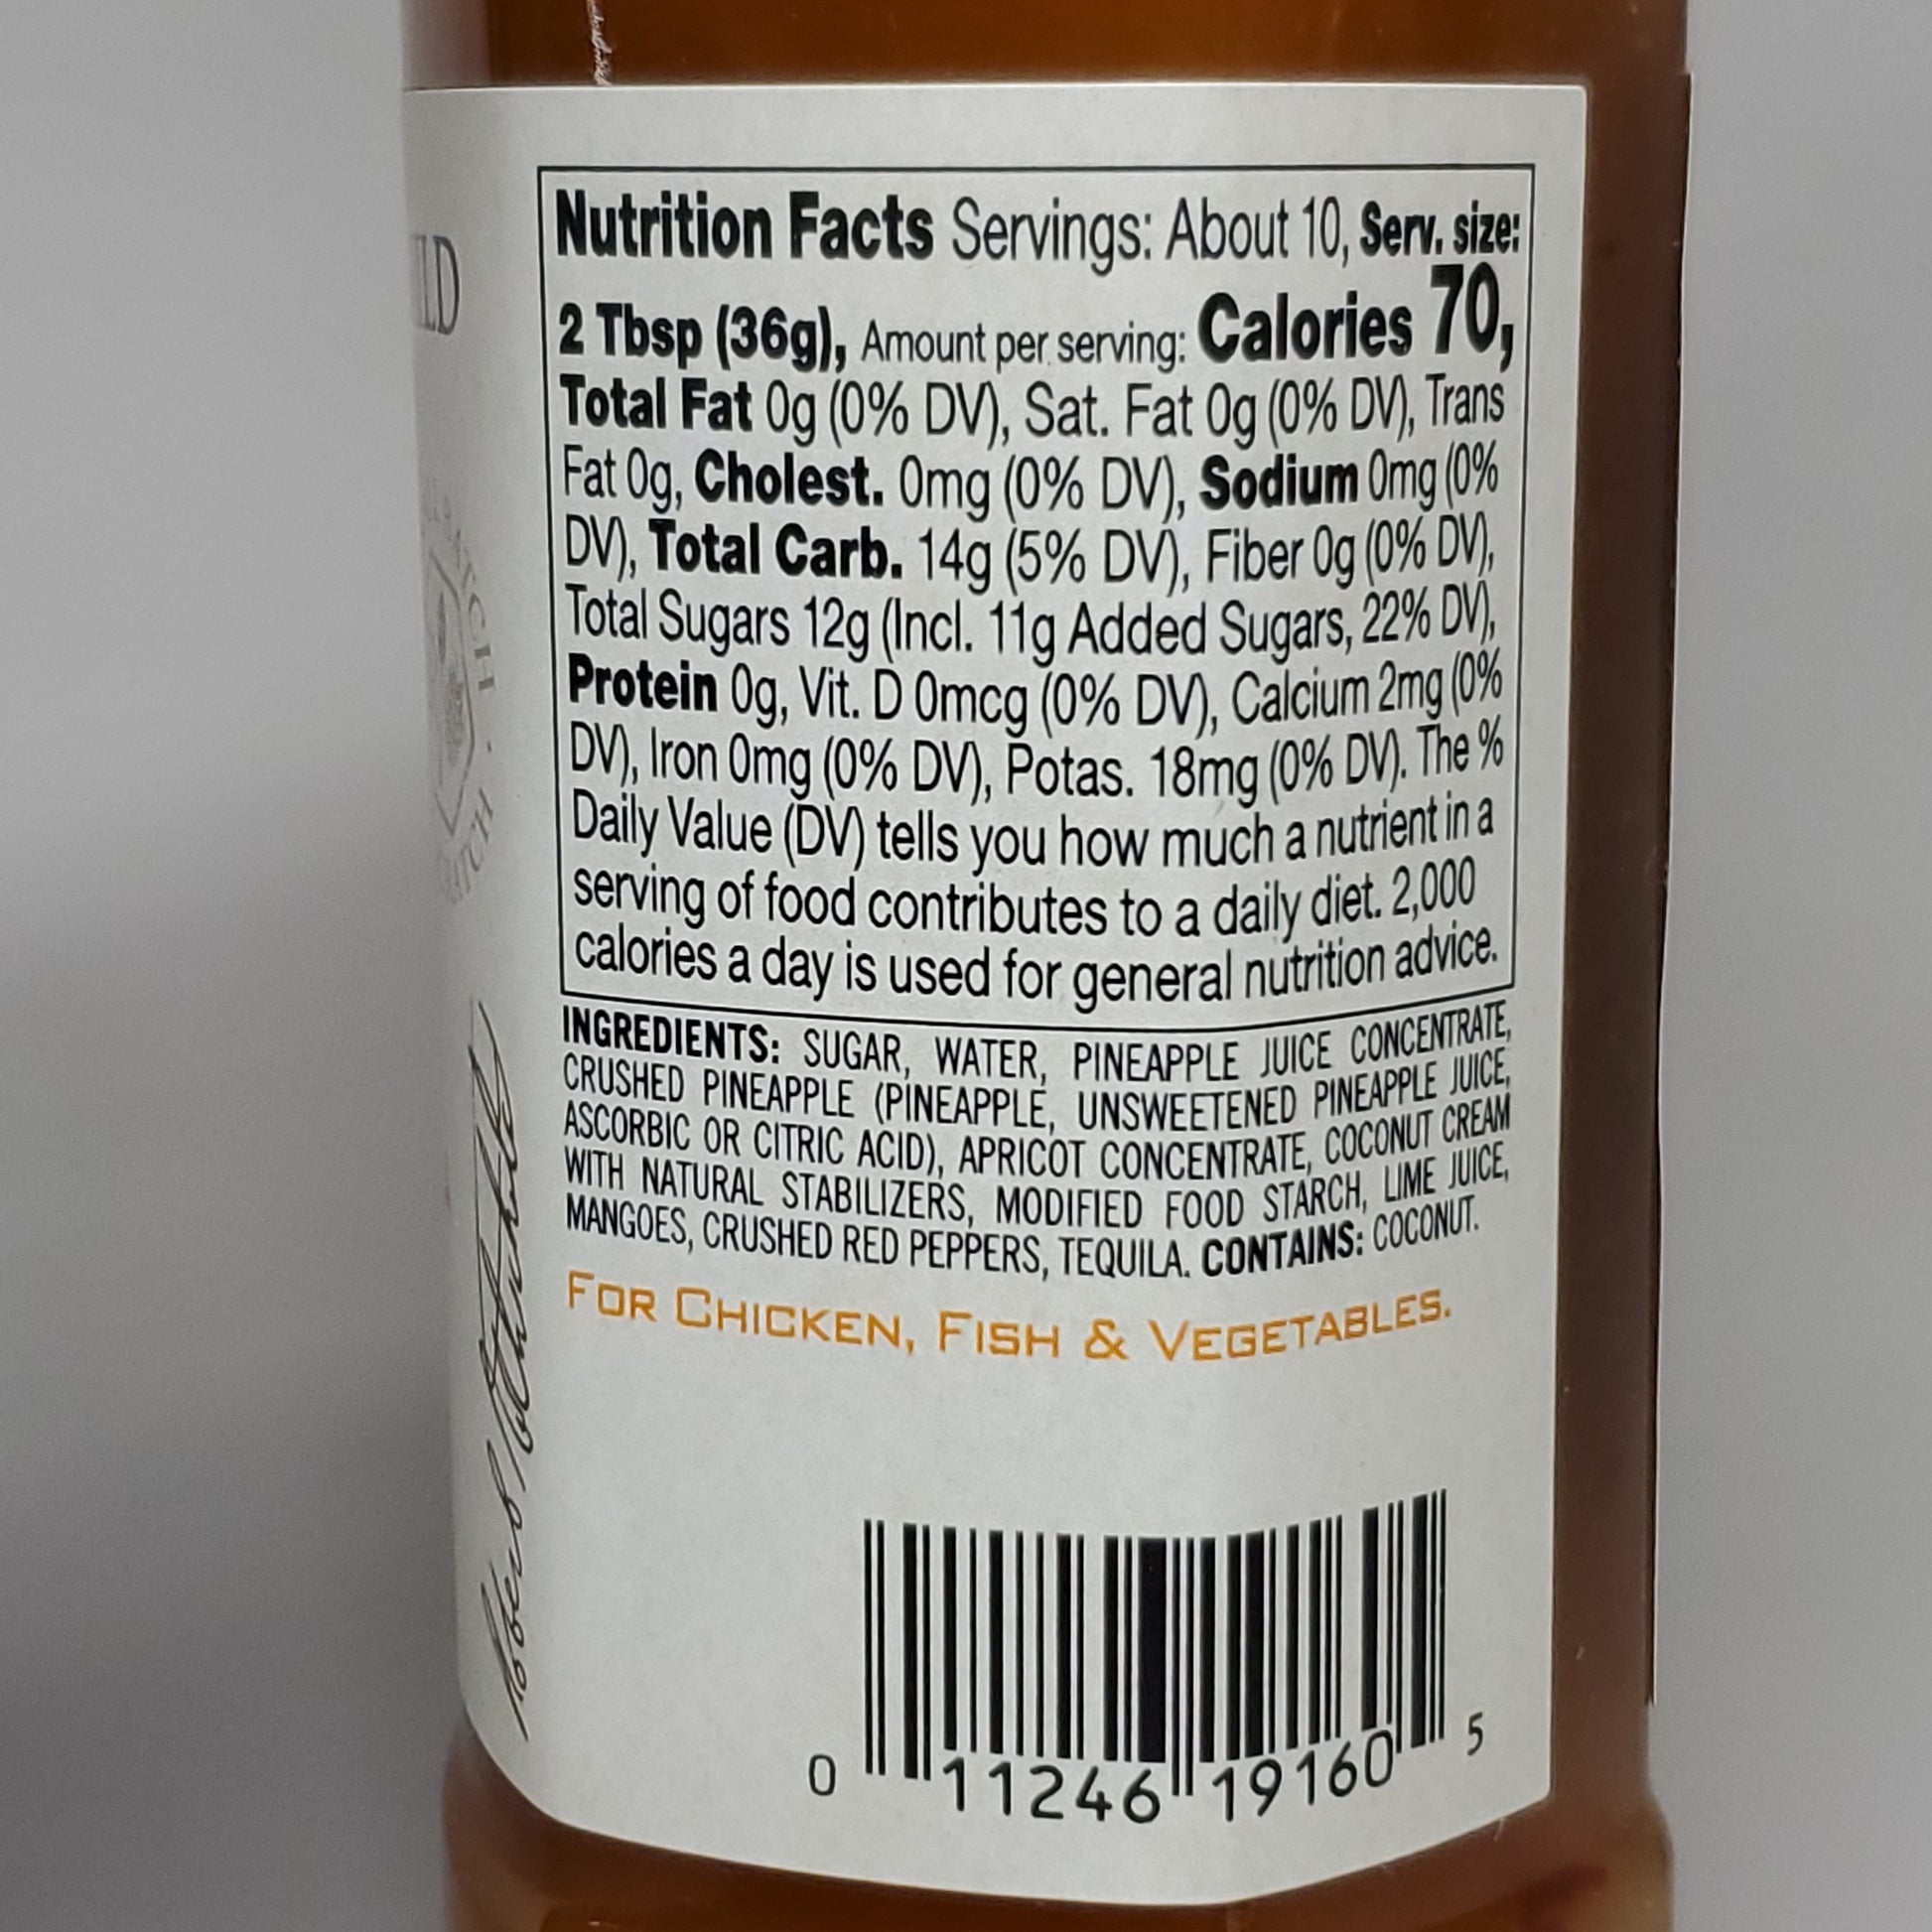 Nutrition Facts Servings: About 10, Serv. size:
2 Tbsp (36g), Amount per serving: Calories 70,
Total Fat 0g (0% DV), Sat. Fat 0g (0% DV), Trans
Fat 0g, Cholest. 0mg (0% DV), Sodium 0mg (0%
DV), Total Carb. 14g (5% DV), Fiber 0g (0% DV),
Total Sugars 12g (Incl. 11g Added Sugars, 22% DV),
Protein 0g, Vit. D 0mcg (0% DV), Calcium 2mg (0%
DV), Iron 0mg (0% DV), Potas. 18mg (0% DV). The %
Daily Value (DV) tells you how much a nutrient in a
serving of food contributes to a daily diet. 2,000
calories a day is used for general nutrition advice.
INGREDIENTS: SUGAR, WATER, PINEAPPLE JUICE CONCENTRATE,
CRUSHED PINEAPPLE (PINEAPPLE, UNSWEETENED PINEAPPLE JUICE,
ASCORBIC OR CITRIC ACID), APRICOT CONCENTRATE, COCONUT CREAM
WITH NATURAL STABILIZERS, MODIFIED FOOD STARCH, LIME JUICE,
MANGOES, CRUSHED RED PEPPERS, TEQUILA. CONTAINS: COCONUT.
FOR CHICKEN, FISH & VEGETABLES.
0 11246 19160 5